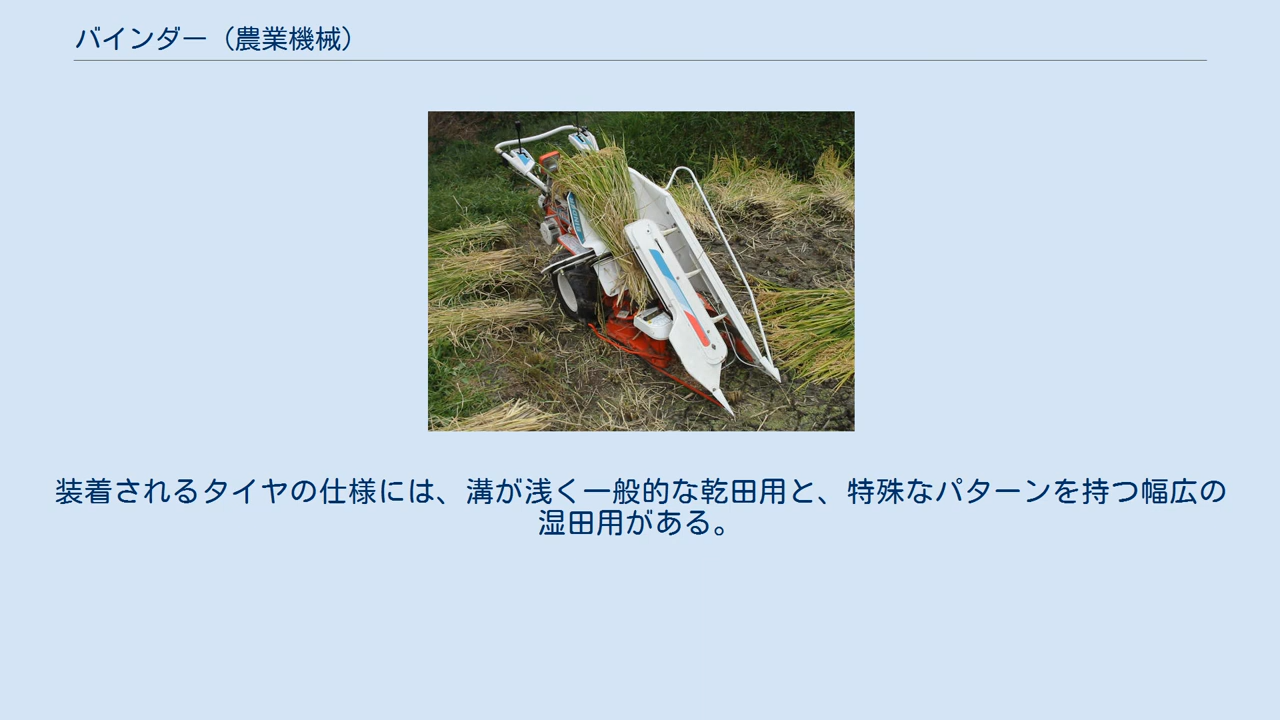 バインダー（農業機械）
装着されるタイヤの仕様には、溝が浅く一般的な乾田用と、特殊なパターンを持つ幅広の
湿田用がある。